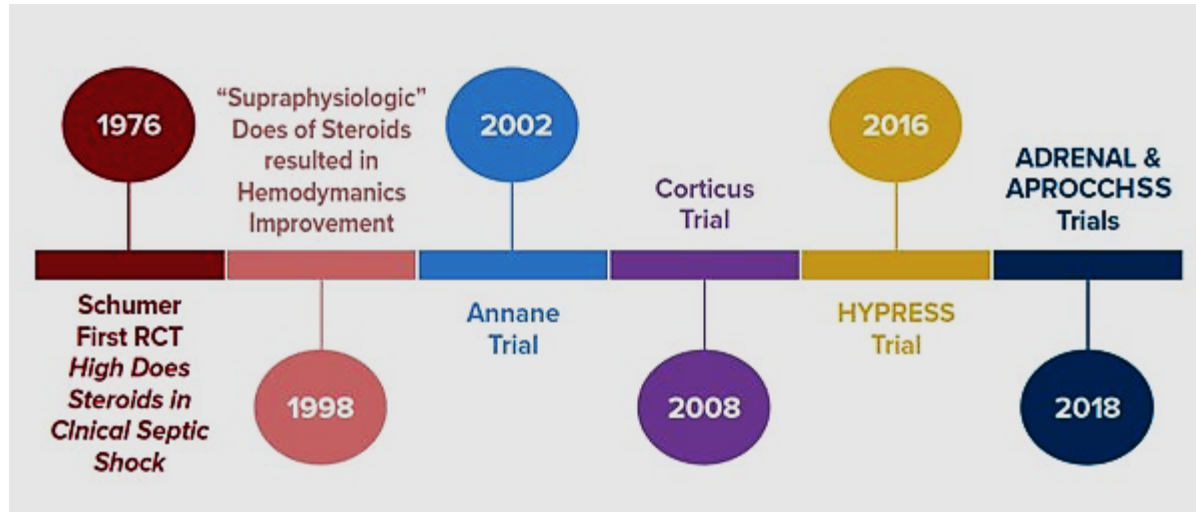 1976
Schumer
First RCT
High Does
Steroids in
Clnical Septic
Shock
“Supraphysiologic”
Does of Steroids
resulted in
Hemodymanics
Improvement
1998
2002
Annane
Trial
Corticus
Trial
2008
2016
HYPRESS
Trial
ADRENAL &
APROCCHSS
Trials
2018